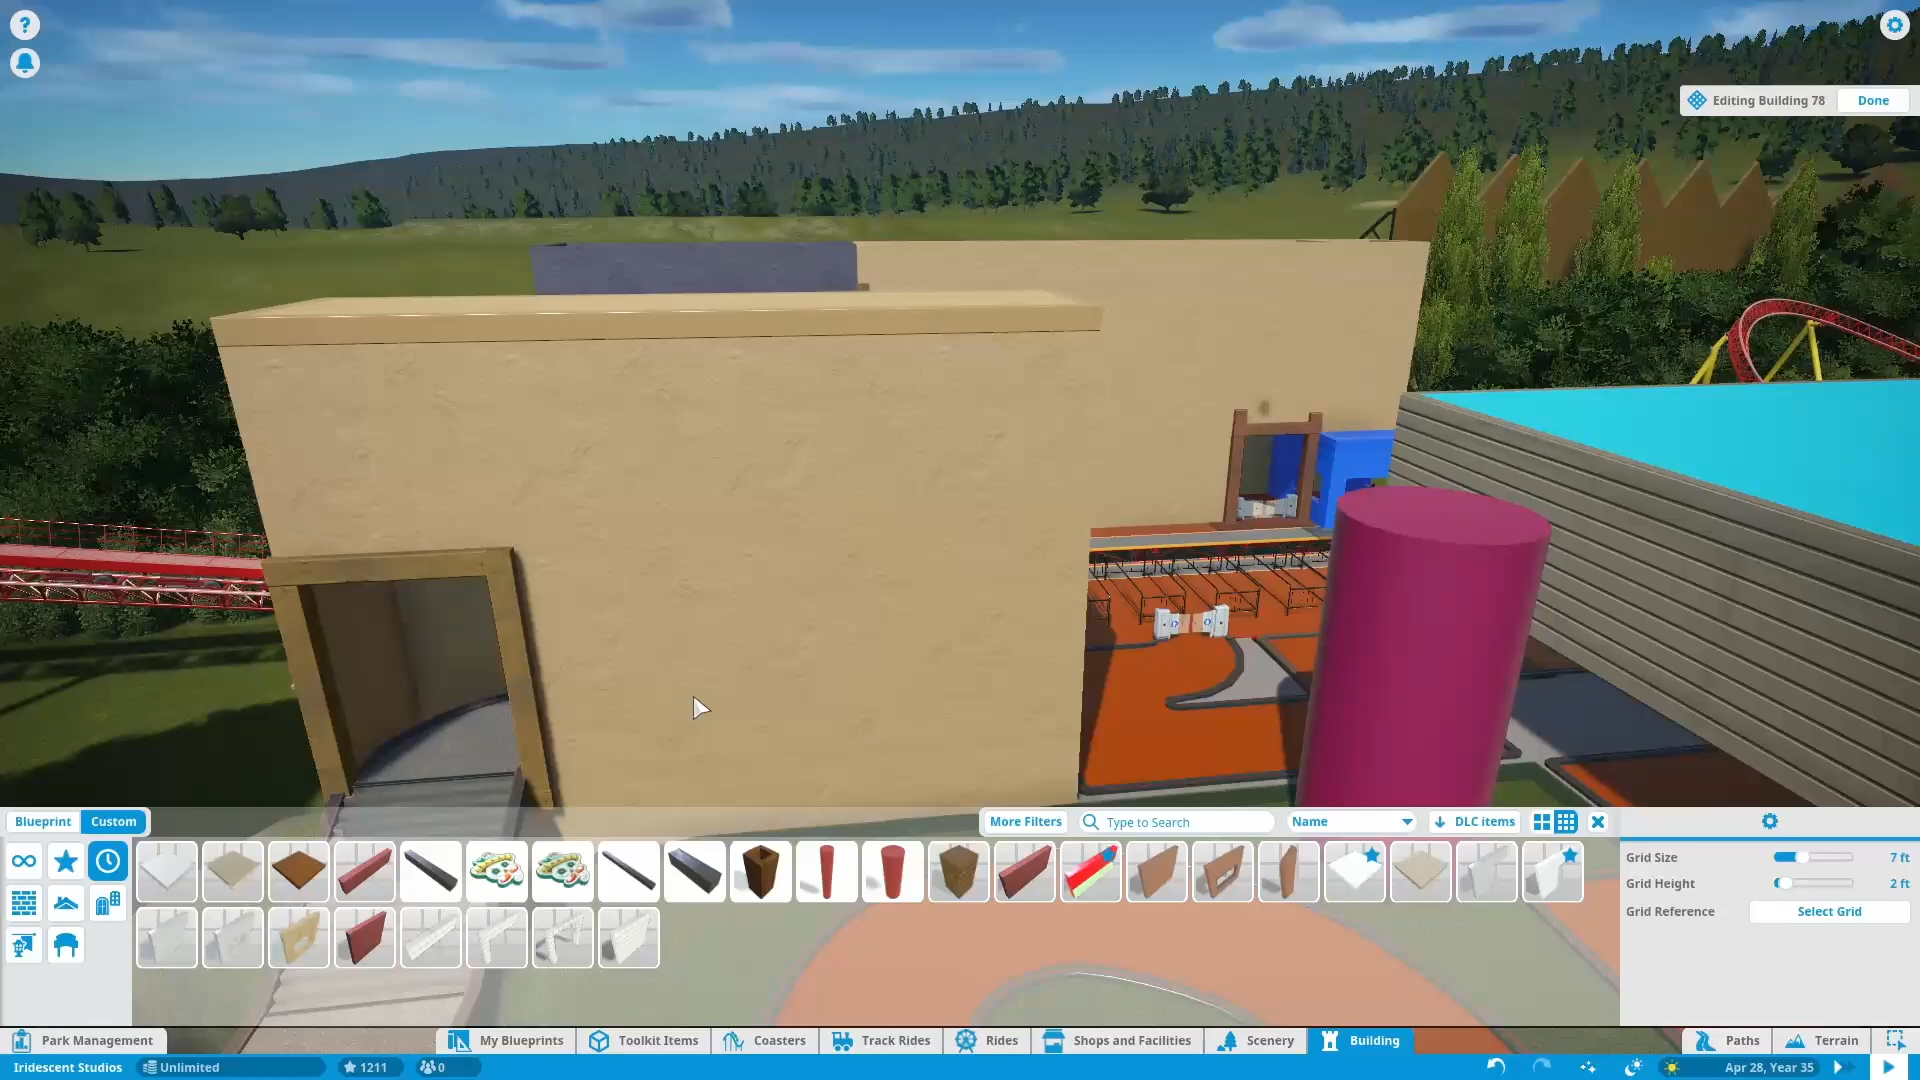 ?
Editing Building 78
Done
Blueprint
Custom
More Filters
Type to Search
Name
DLC items
Grid Size
7 ft
Grid Height
2 ft
Grid Reference
Select Grid
Park Management
My Blueprints
Toolkit Items
Coasters
Track Rides
Rides
Shops and Facilities
Scenery
Building
Paths
Terrain
Iridescent Studios
Unlimited
1211
0
Apr 28, Year 35